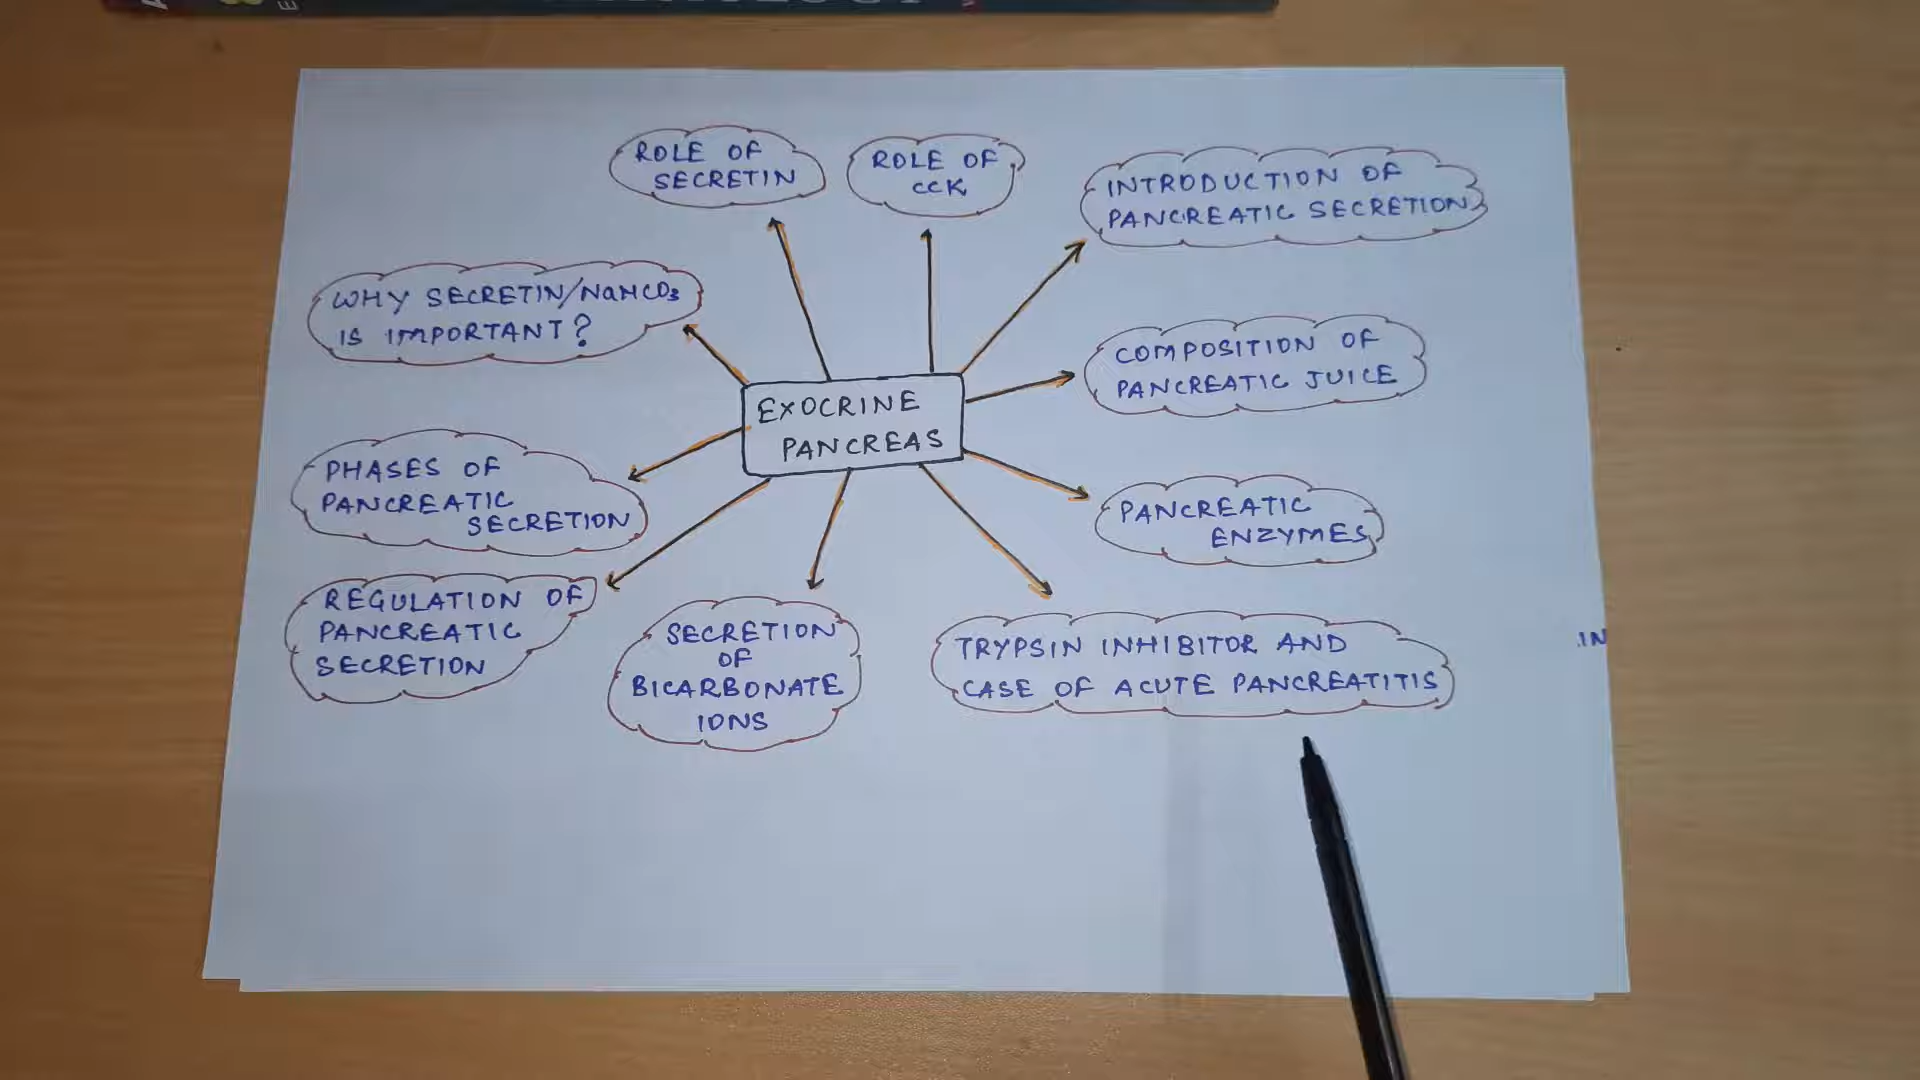 ROLE OF
SECRETIN
ROLE OF
CCK
INTRODUCTION OF
PANCREATIC SECRETION
WHY SECRETIN/NaHCO3
IS IMPORTANT?
COMPOSITION OF
PANCREATIC JUICE
EXOCRINE
PANCREAS
PHASES OF
PANCREATIC
SECRETION
PANCREATIC
ENZYMES
REGULATION OF
PANCREATIC
SECRETION
SECRETION
OF
BICARBONATE
IONS
TRYPSIN INHIBITOR AND
CASE OF ACUTE PANCREATITIS
IN